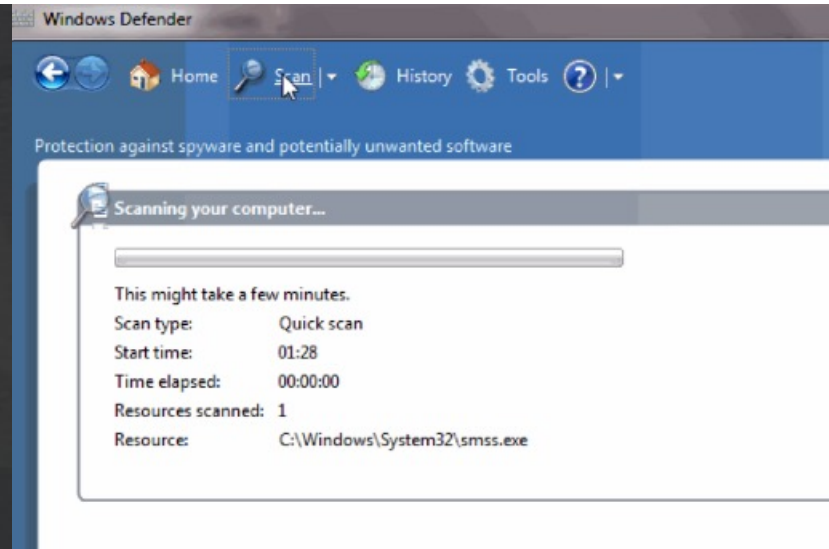 Windows Defender
Home Scan History Tools ?
Protection against spyware and potentially unwanted software
Scanning your computer...
This might take a few minutes.
Scan type: Quick scan
Start time: 01:28
Time elapsed: 00:00:00
Resources scanned: 1
Resource: C:\Windows\System32\smss.exe